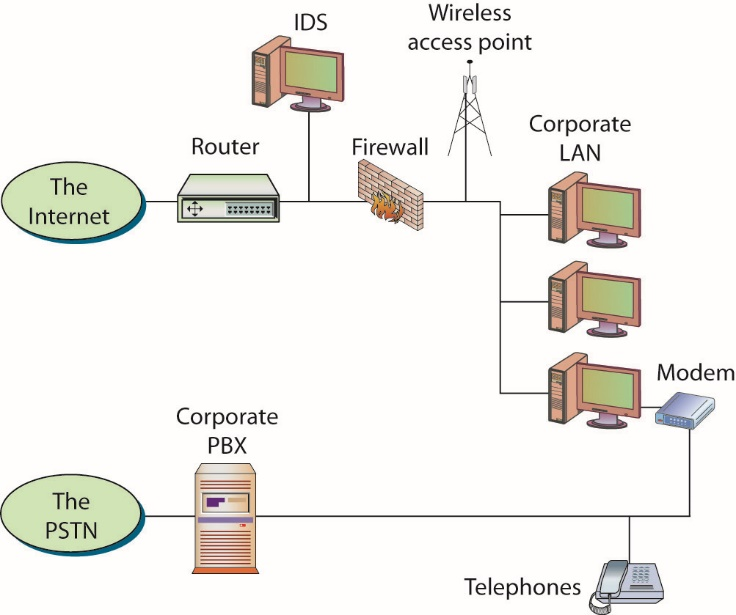 IDS
Wireless
access point
Router
Firewall
Corporate
LAN
The
Internet
Modem
Corporate
PBX
The
PSTN
Telephones